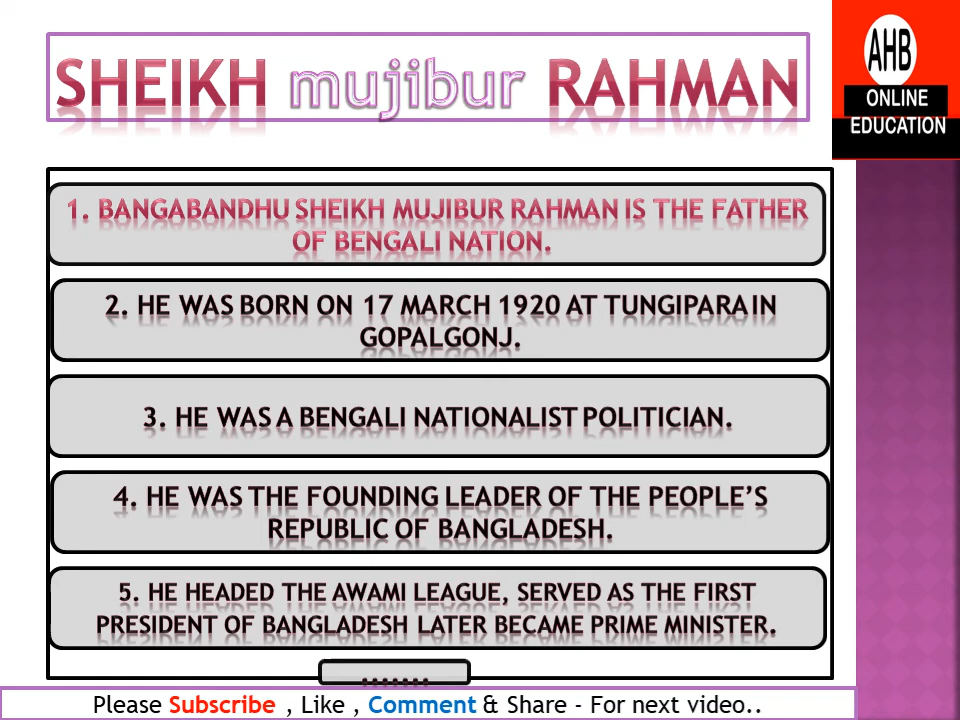 SHEIKH mujibur RAHMAN
AHB
ONLINE
EDUCATION
1. BANGABANDHU SHEIKH MUJIBUR RAHMAN IS THE FATHER
OF BENGALI NATION.
2. HE WAS BORN ON 17 MARCH 1920 AT TUNGIPARA IN
GOPALGONJ.
3. HE WAS A BENGALI NATIONALIST POLITICIAN.
4. HE WAS THE FOUNDING LEADER OF THE PEOPLE'S
REPUBLIC OF BANGLADESH.
5. HE HEADED THE AWAMI LEAGUE, SERVED AS THE FIRST
PRESIDENT OF BANGLADESH LATER BECAME PRIME MINISTER.
.......
Please Subscribe , Like , Comment & Share - For next video..